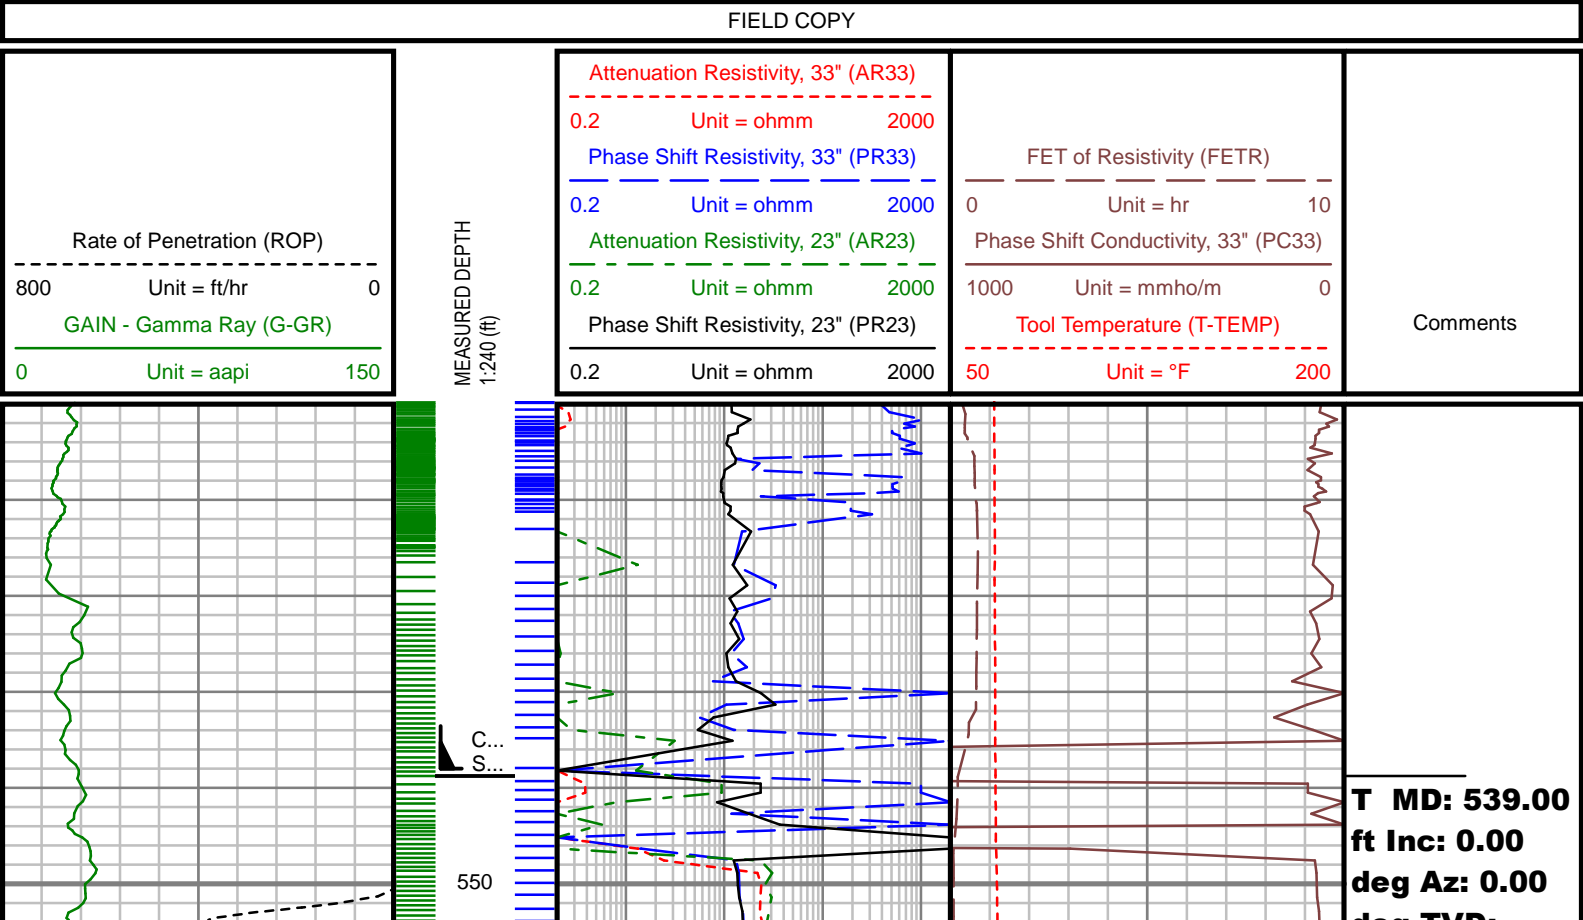 FIELD COPY
Rate of Penetration (ROP)
800 Unit = ft/hr 0
GAIN - Gamma Ray (G-GR)
0 Unit = aapi 150
MEASURED DEPTH
1:240 (ft)
Attenuation Resistivity, 33" (AR33)
0.2 Unit = ohmm 2000
Phase Shift Resistivity, 33" (PR33)
0.2 Unit = ohmm 2000
Attenuation Resistivity, 23" (AR23)
0.2 Unit = ohmm 2000
Phase Shift Resistivity, 23" (PR23)
0.2 Unit = ohmm 2000
FET of Resistivity (FETR)
0 Unit = hr 10
Phase Shift Conductivity, 33" (PC33)
1000 Unit = mmho/m 0
Tool Temperature (T-TEMP)
50 Unit = °F 200
Comments
C...
S...
550
T MD: 539.00
ft Inc: 0.00
deg Az: 0.00
deg TVD: